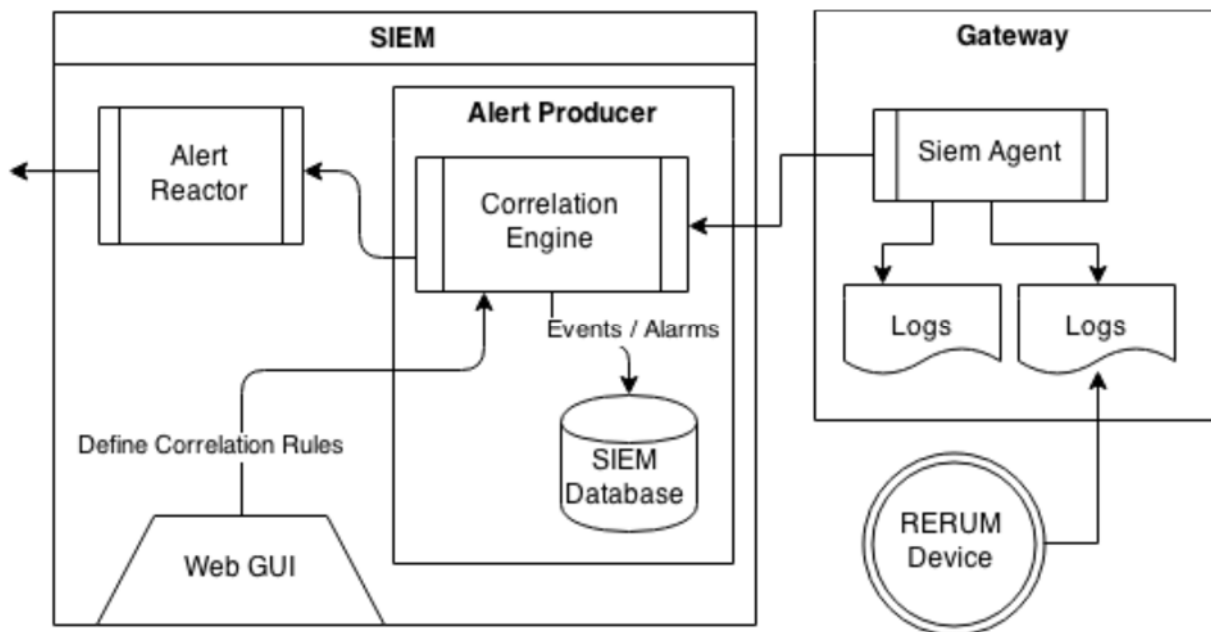 SIEM
Gateway
Alert Producer
Alert
Reactor
Correlation
Engine
Siem Agent
Events / Alarms
Logs
Logs
Define Correlation Rules
SIEM
Database
Web GUI
RERUM
Device